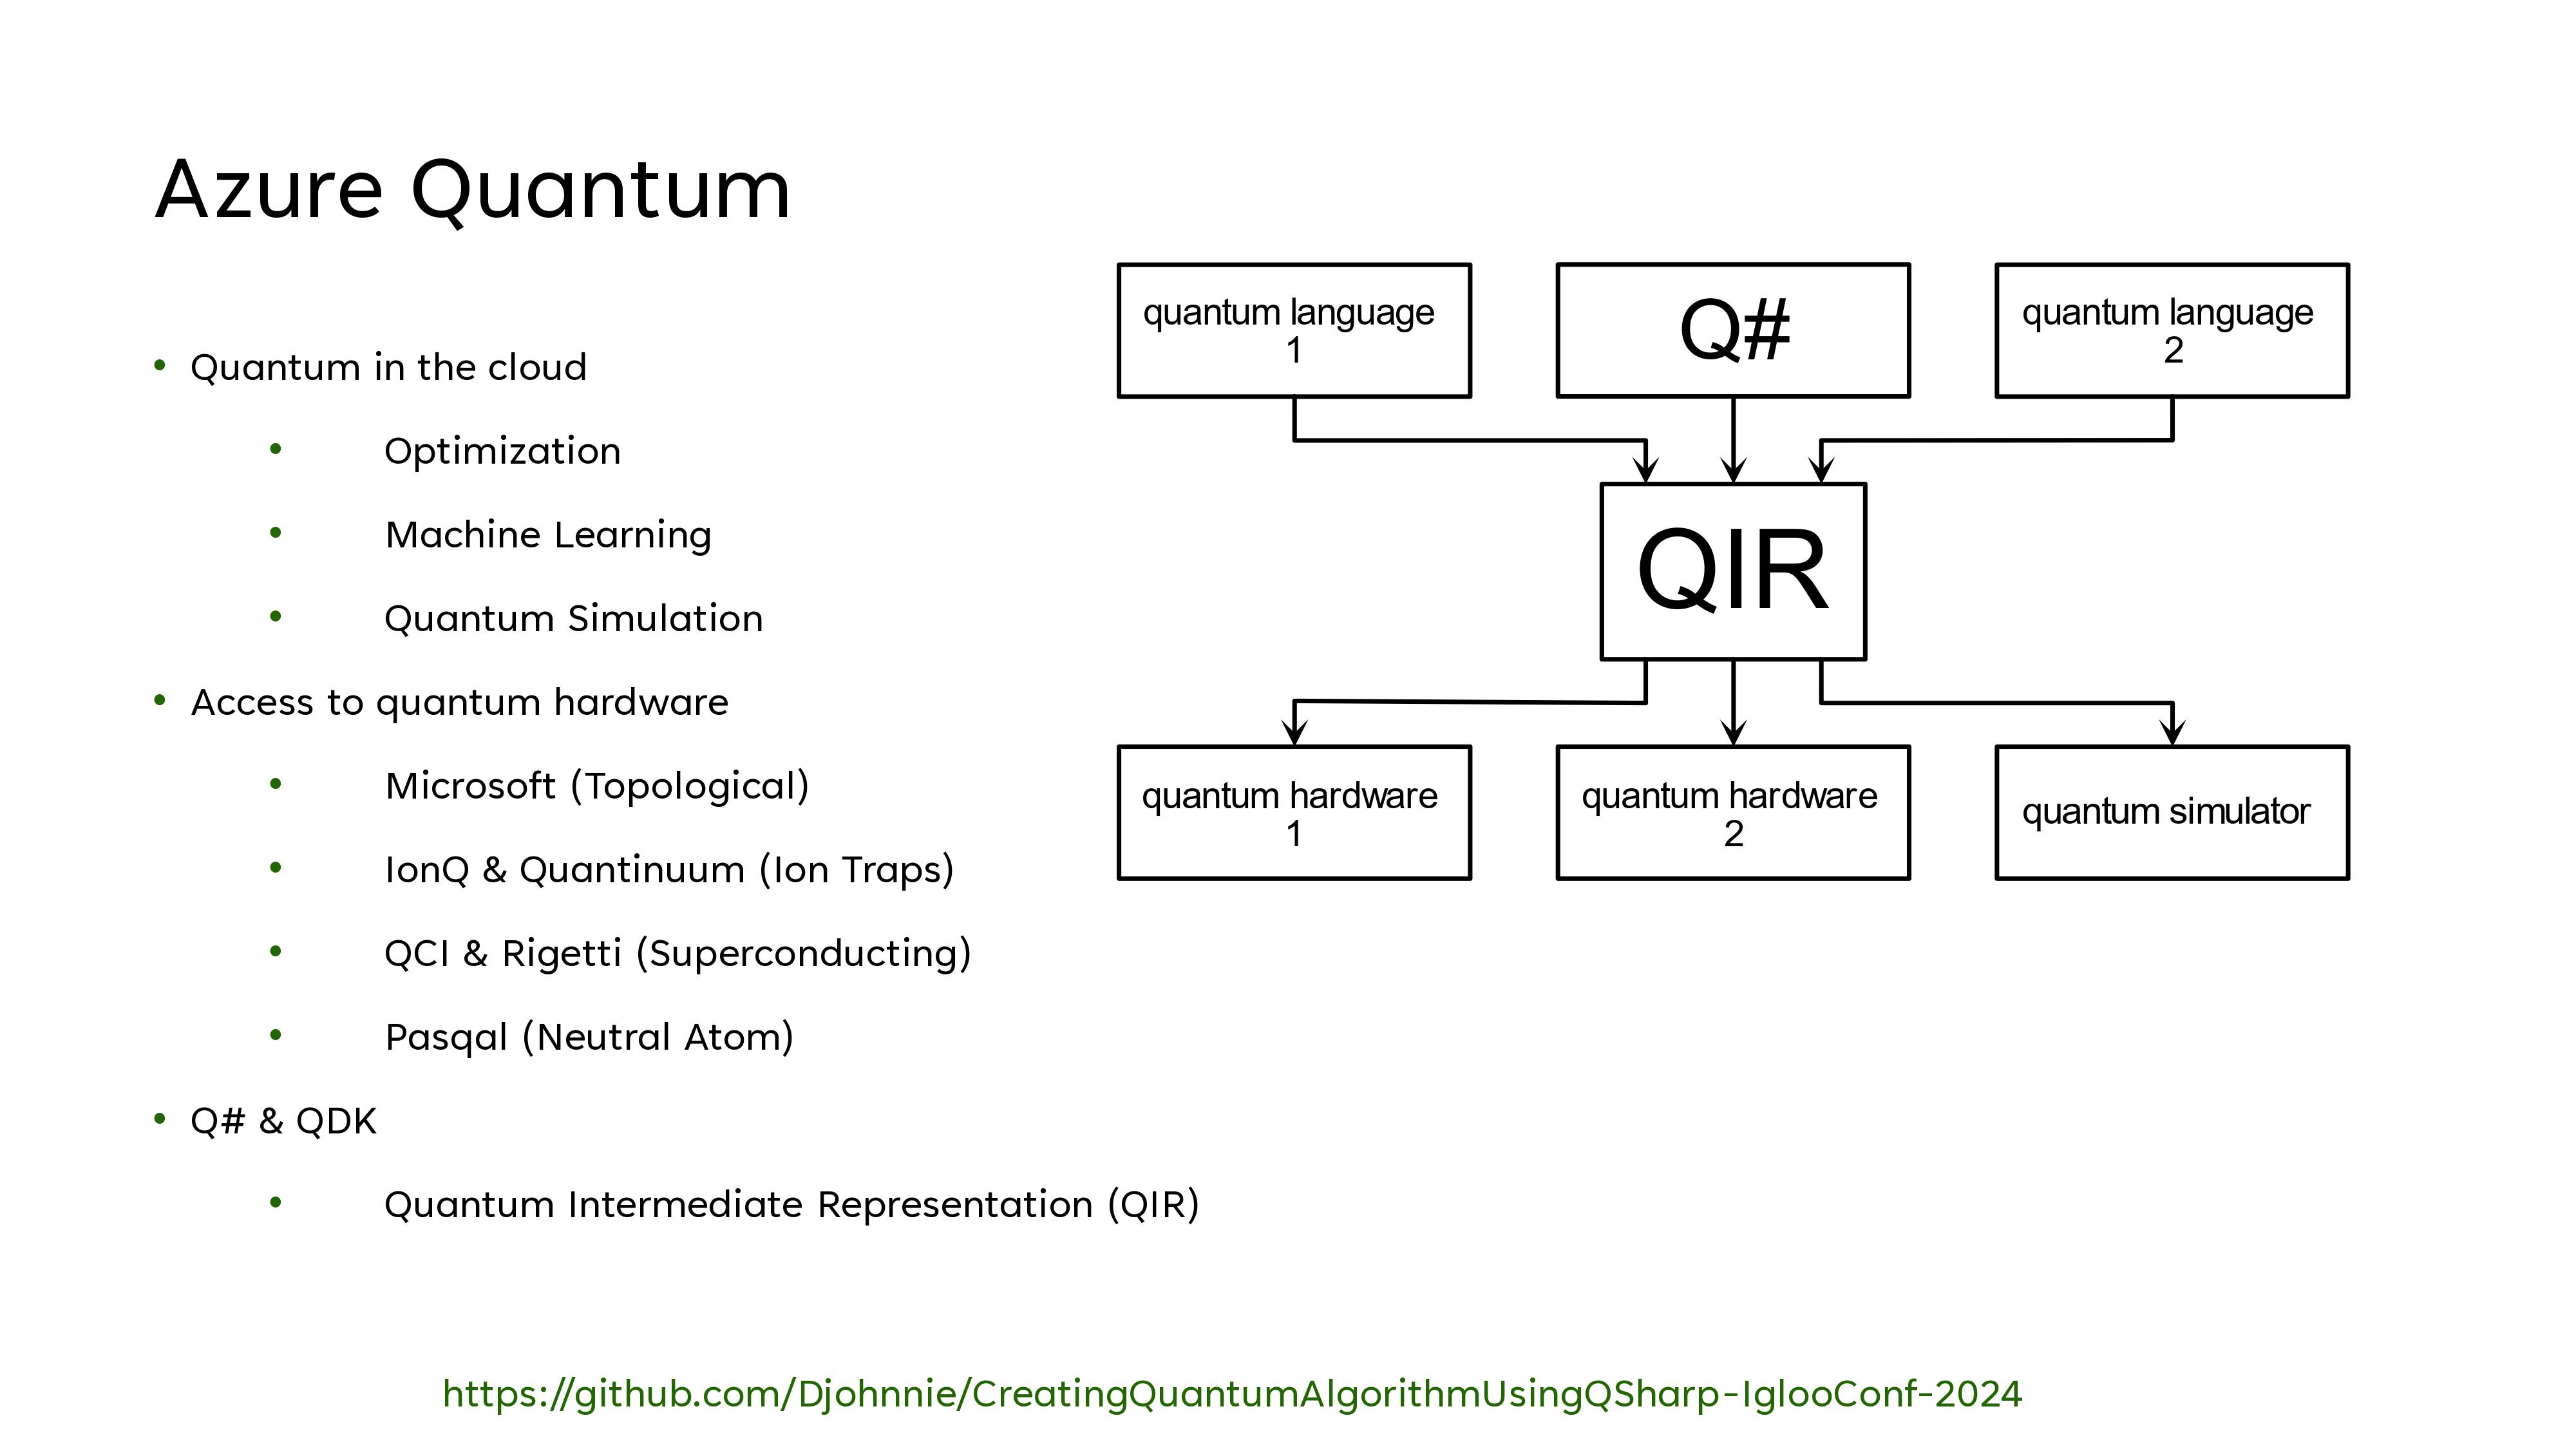 Azure Quantum
• Quantum in the cloud
• Optimization
• Machine Learning
• Quantum Simulation
• Access to quantum hardware
• Microsoft (Topological)
• IonQ & Quantinuum (Ion Traps)
• QCI & Rigetti (Superconducting)
• Pasqal (Neutral Atom)
• Q# & QDK
• Quantum Intermediate Representation (QIR)
quantum language
1
Q#
quantum language
2
QIR
quantum hardware
1
quantum hardware
2
quantum simulator
https://github.com/Djohnnie/CreatingQuantumAlgorithmUsingQSharp-IglooConf-2024